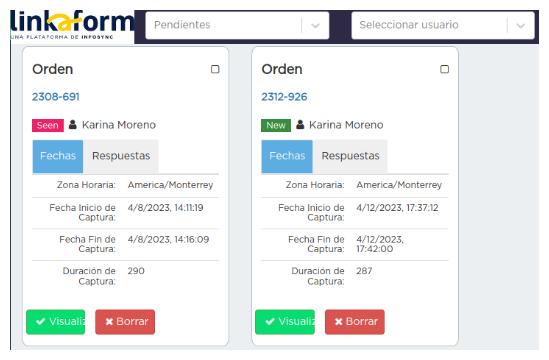 linkaform
UNA PLATAFORMA DE INFOSYNC
Pendientes
Seleccionar usuario
Orden
2308-691
Seen Karina Moreno
Fechas Respuestas
Zona Horaria: America/Monterrey
Fecha Inicio de Captura: 4/8/2023, 14:11:19
Fecha Fin de Captura: 4/8/2023, 14:16:09
Duración de Captura: 290
Visualiz
Borrar
Orden
2312-926
New Karina Moreno
Fechas Respuestas
Zona Horaria: America/Monterrey
Fecha Inicio de Captura: 4/12/2023, 17:37:12
Fecha Fin de Captura: 4/12/2023, 17:42:00
Duración de Captura: 287
Visualiz
Borrar